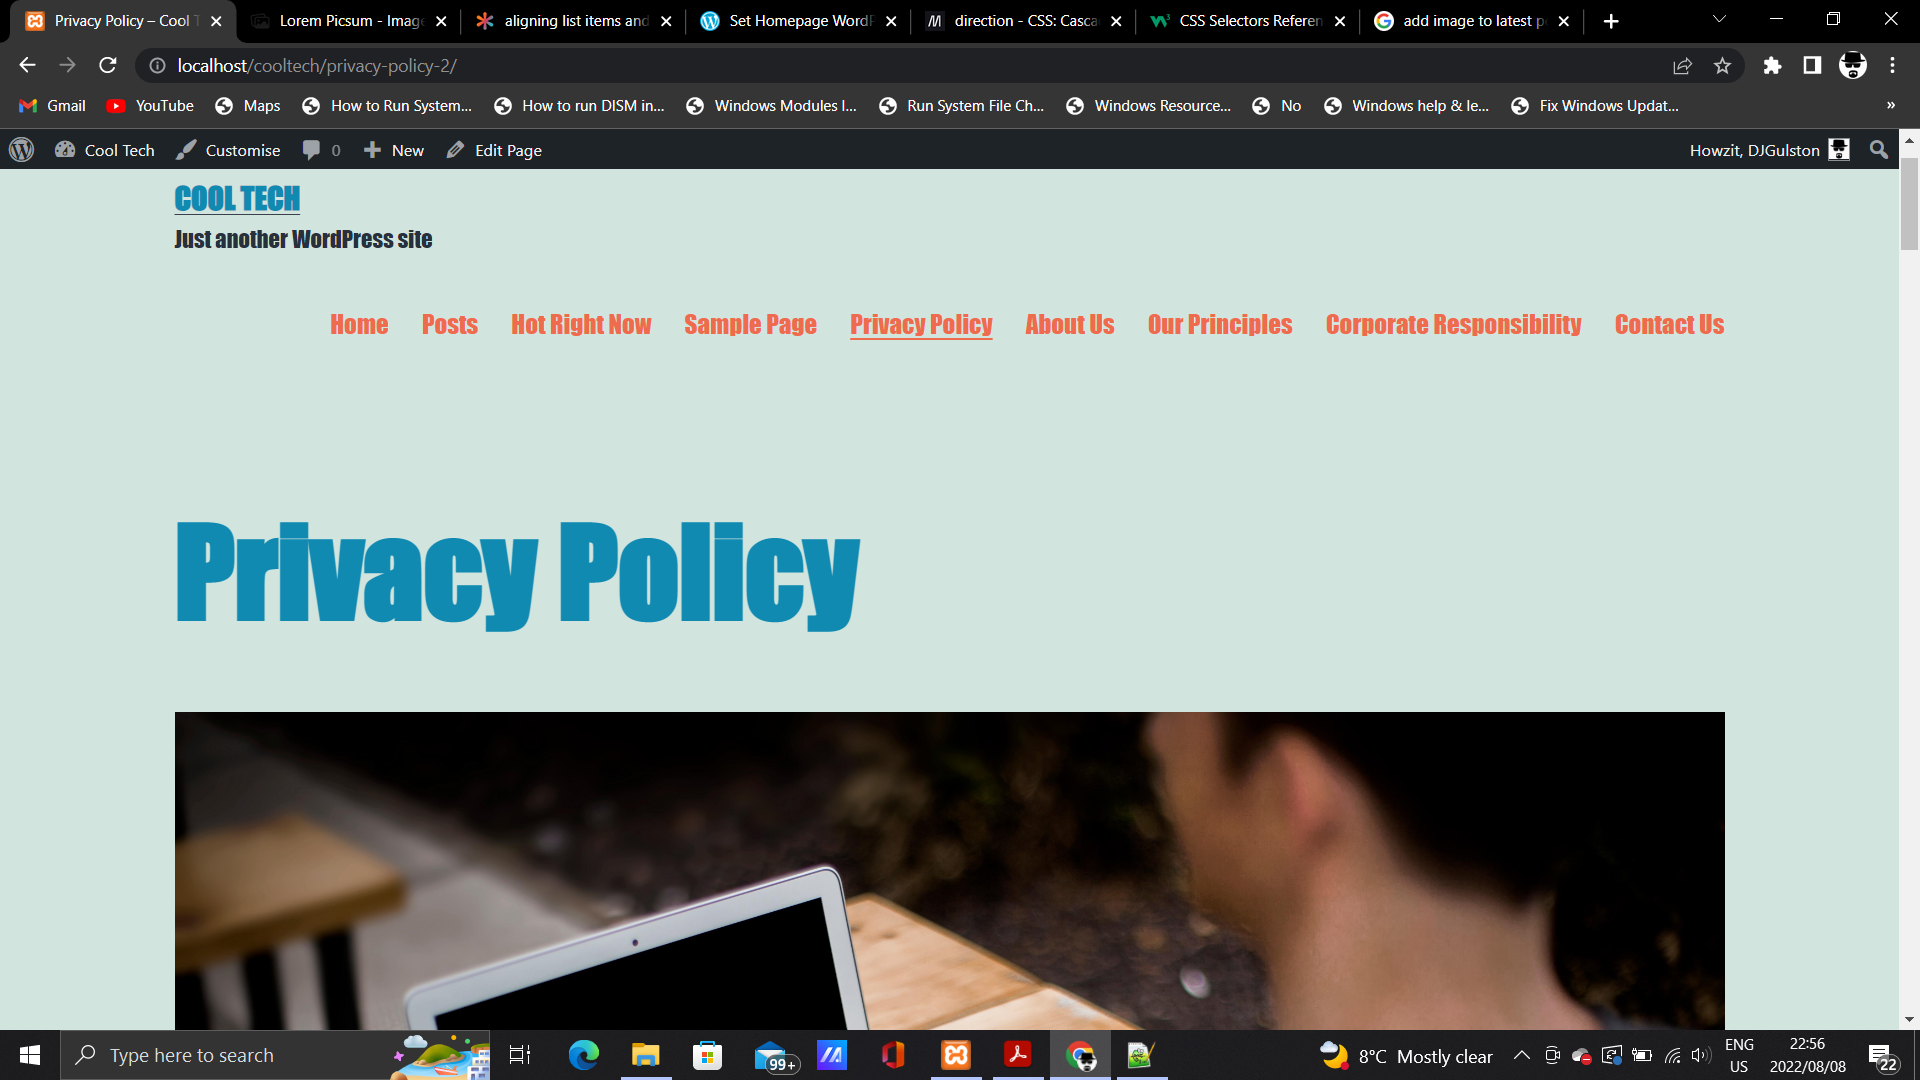 Privacy Policy – Cool T
Lorem Picsum - Image
aligning list items and
Set Homepage WordP
direction - CSS: Casca
CSS Selectors Referen
add image to latest p
localhost/cooltech/privacy-policy-2/
Gmail
YouTube
Maps
How to Run System...
How to run DISM in...
Windows Modules I...
Run System File Ch...
Windows Resource...
No
Windows help & le...
Fix Windows Updat...
»
Cool Tech
Customise
0
New
Edit Page
Howzit, DJGulston
COOL TECH
Just another WordPress site
Home
Posts
Hot Right Now
Sample Page
Privacy Policy
About Us
Our Principles
Corporate Responsibility
Contact Us
Privacy Policy
Type here to search
99+
8°C Mostly clear
ENG
US
22:56
2022/08/08
22